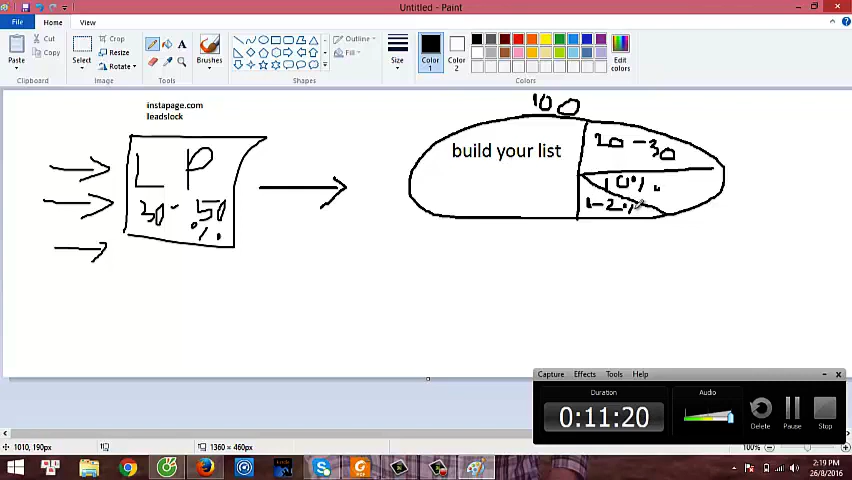 Untitled - Paint
File
Home
View
Cut
Copy
Paste
Clipboard
Crop
Resize
Rotate
Select
Image
A
Tools
Brushes
Outline
Fill
Shapes
Size
Color 1
Color 2
Edit colors
Colors
instapage.com
leadslock
L P
30 - 50
%
100
build your list
20 - 30
10%
1-2%
Capture
Effects
Tools
Help
Duration
0:11:20
Audio
Delete
Pause
Stop
1010, 190px
1360 × 460px
100%
2:19 PM
26/8/2016